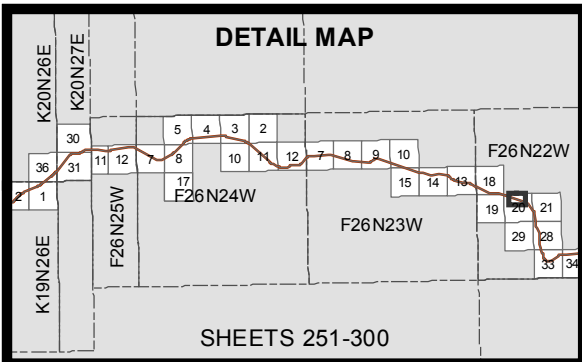 DETAIL MAP
K20N26E
K20N27E
5 4 3 2
30
F26N22W
36 31 11 12 7 8 10 11 12 7 8 9 10
17 15 14 13 18
2 1 F26N24W 19 20 21
F26N25W
F26N23W
29 28
K19N26E
33 34
SHEETS 251-300